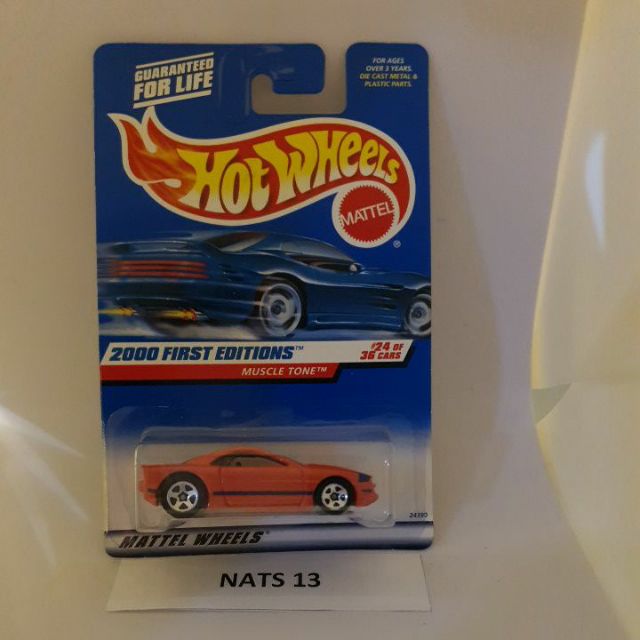 GUARANTEED
FOR LIFE
FOR AGES
OVER 3 YEARS.
DIE CAST METAL &
PLASTIC PARTS.
HOT WHEELS
MATTEL
®
2000 FIRST EDITIONS™
#24 OF
36 CARS
MUSCLE TONE™
MATTEL WHEELS®
NATS 13